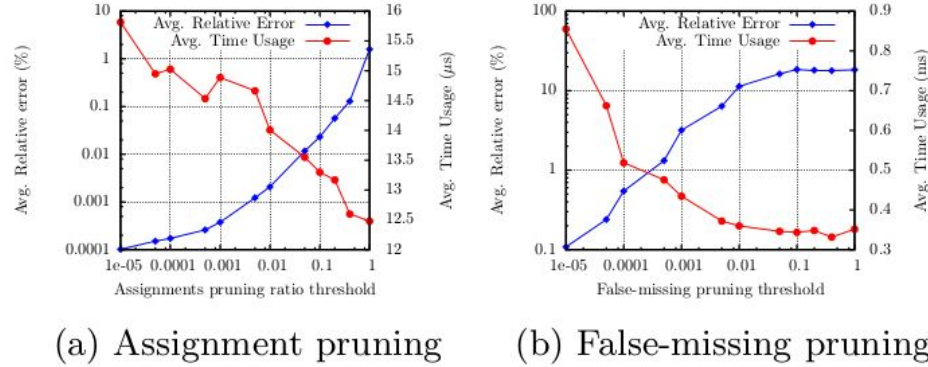 Avg. Relative Error
Avg. Time Usage
Avg. Relative error (%)
10
1
0.1
0.01
0.001
0.0001
Avg. Time Usage (μs)
16
15.5
15
14.5
14
13.5
13
12.5
12
1e-05 0.0001 0.001 0.01 0.1 1
Assignments pruning ratio threshold
(a) Assignment pruning
Avg. Relative Error
Avg. Time Usage
Avg. Relative error (%)
100
10
1
0.1
Avg. Time Usage (ms)
0.9
0.8
0.7
0.6
0.5
0.4
0.3
1e-05 0.0001 0.001 0.01 0.1 1
False-missing pruning threshold
(b) False-missing pruning